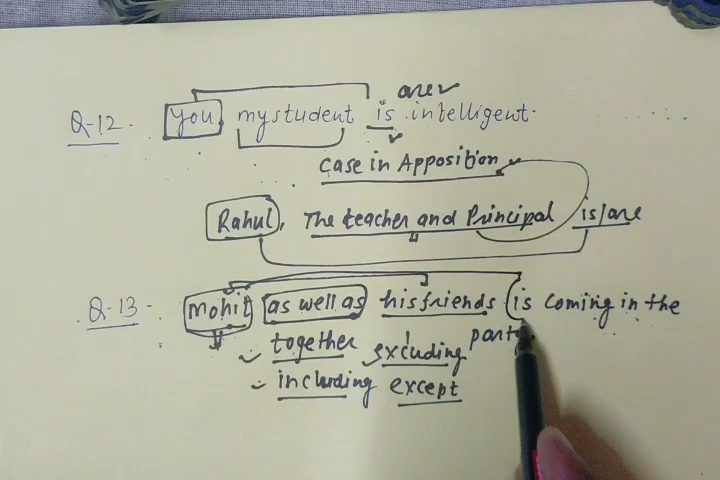 are
Q-12 You my student is intelligent.
Case in Apposition
Rahul, The teacher and Principal is/are
Q-13- Mohit as well as his friends is coming in the
together excluding
including except